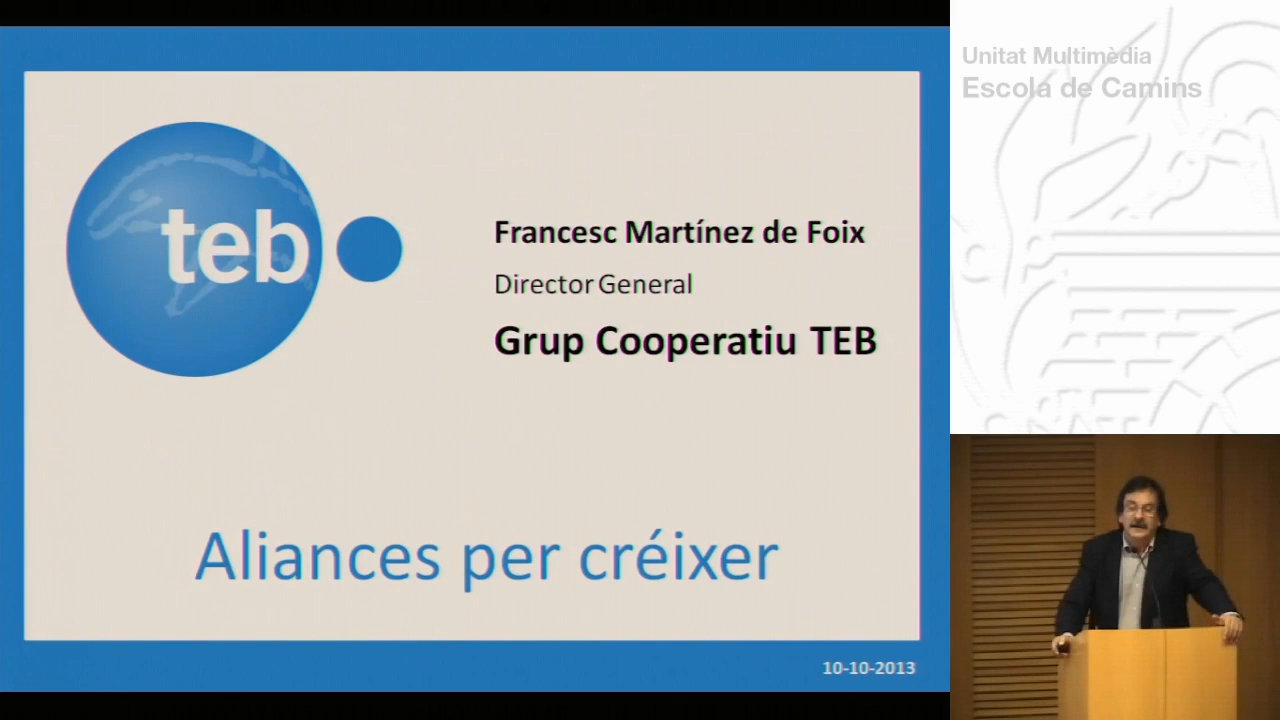 teb
Francesc Martínez de Foix
Director General
Grup Cooperatiu TEB
Aliances per créixer
10-10-2013
Unitat Multimèdia
Escola de Camins